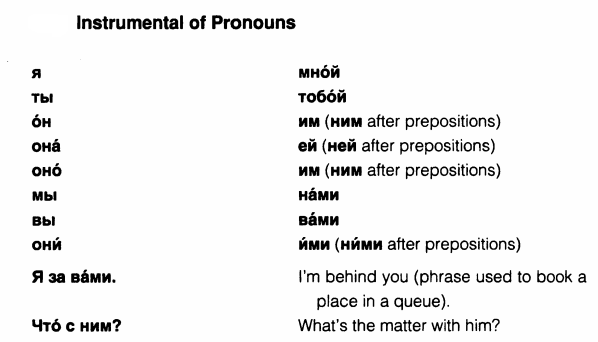 Instrumental of Pronouns
я мно́й
ты тобо́й
о́н им (ним after prepositions)
она́ ей (ней after prepositions)
оно́ им (ним after prepositions)
мы на́ми
вы ва́ми
они́ и́ми (ни́ми after prepositions)
Я за ва́ми. I'm behind you (phrase used to book a
place in a queue).
Что́ с ним? What's the matter with him?